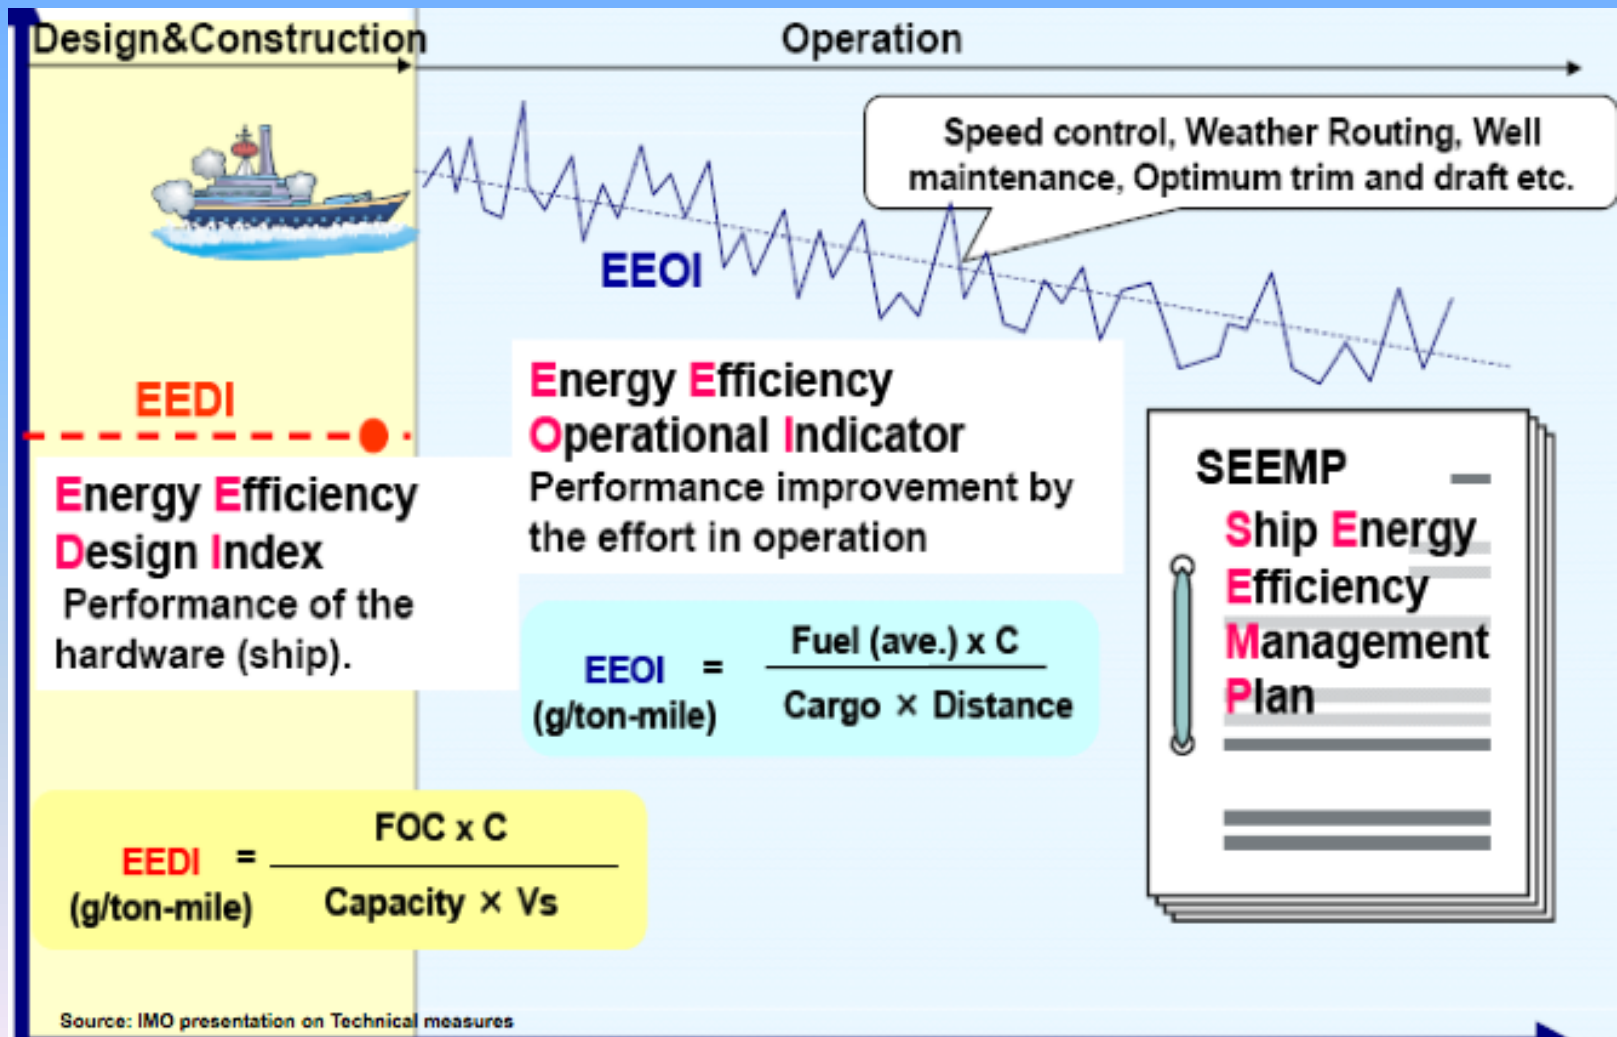 Design&Construction
Operation
Speed control, Weather Routing, Well
maintenance, Optimum trim and draft etc.
EEOI
EEDI
Energy Efficiency
Design Index
Performance of the
hardware (ship).
Energy Efficiency
Operational Indicator
Performance improvement by
the effort in operation
EEOI = Fuel (ave.) x C
(g/ton-mile) Cargo × Distance
SEEMP
Ship Energy
Efficiency
Management
Plan
EEDI = FOC x C
(g/ton-mile) Capacity × Vs
Source: IMO presentation on Technical measures